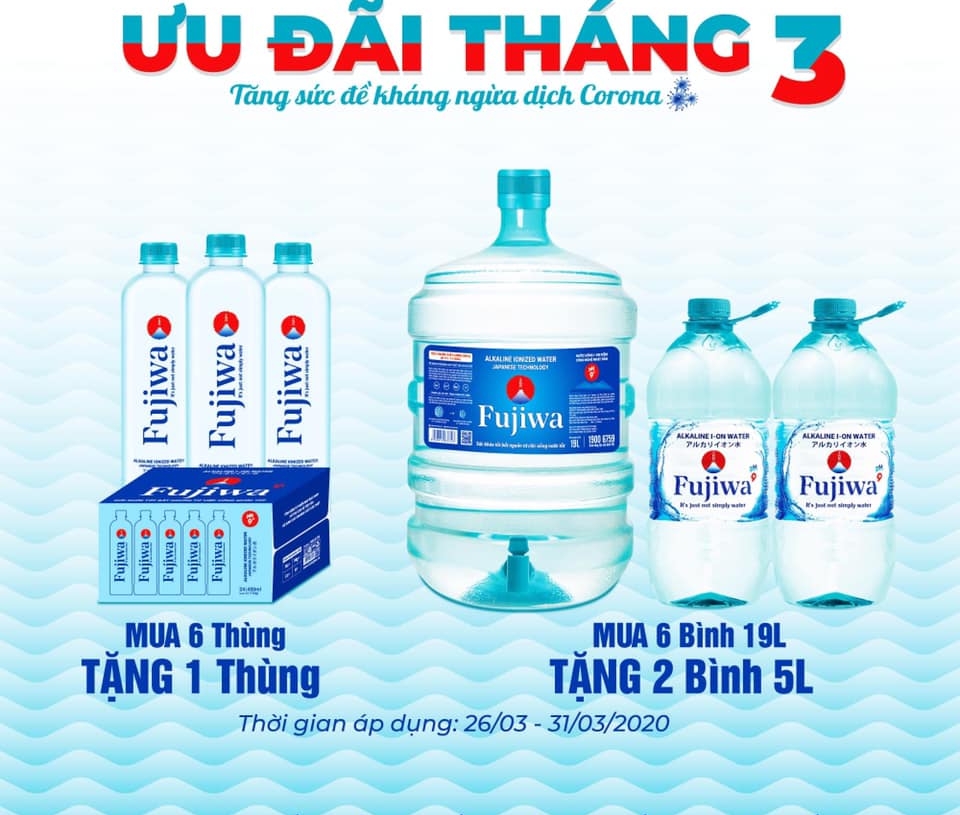 ƯU ĐÃI THÁNG 3
Tăng sức đề kháng ngừa dịch Corona
Fujiwa
It's just not simply water
Fujiwa
It's just not simply water
Fujiwa
It's just not simply water
ALKALINE IONIZED WATER
JAPANESE TECHNOLOGY
Fujiwa
19L
1900 6759
ALKALINE I-ON WATER
アルカリイオン水
Fujiwa
It's just not simply water
ALKALINE I-ON WATER
アルカリイオン水
Fujiwa
It's just not simply water
Fujiwa
Fujiwa
Fujiwa
Fujiwa
Fujiwa
Fujiwa
MUA 6 Thùng
TẶNG 1 Thùng
MUA 6 Bình 19L
TẶNG 2 Bình 5L
Thời gian áp dụng: 26/03 - 31/03/2020